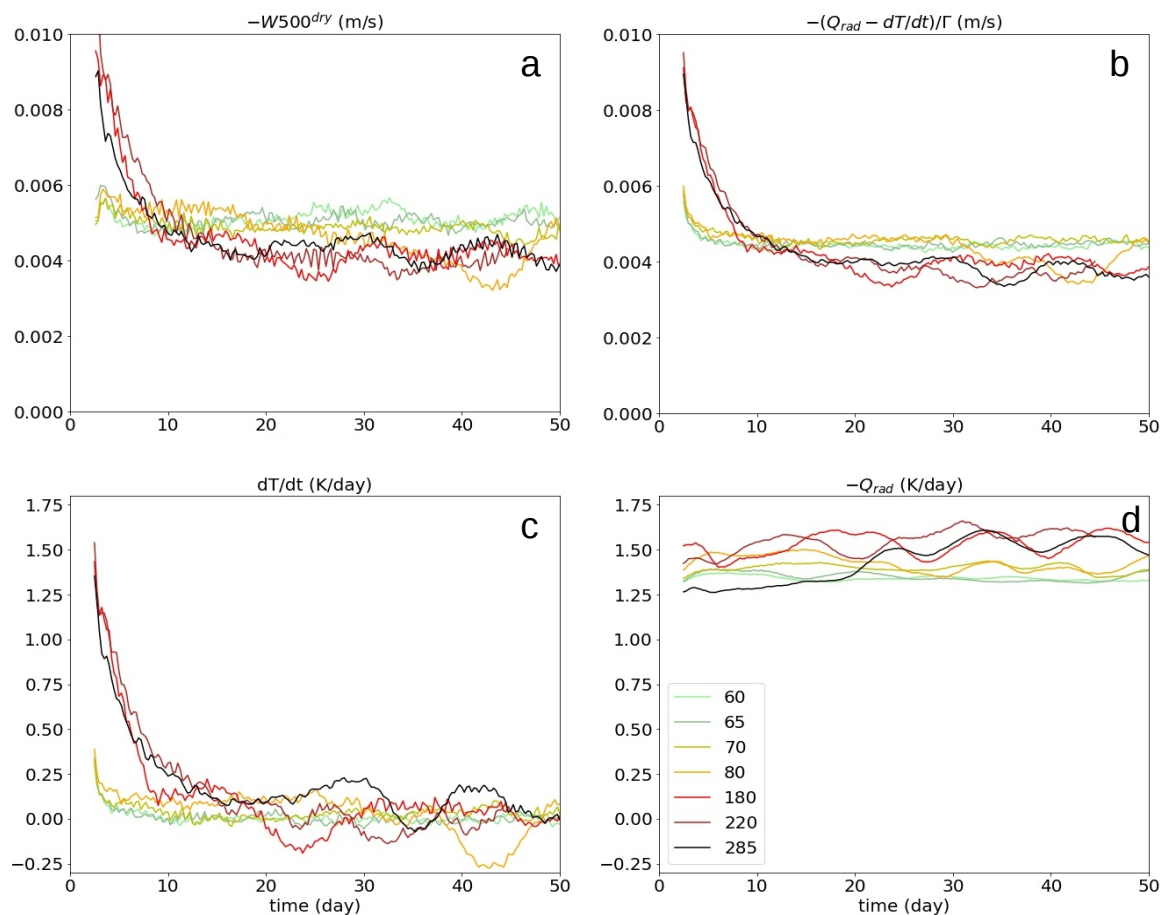 −W500^dry (m/s)
a
0.010
0.008
0.006
0.004
0.002
0.000
0 10 20 30 40 50
−(Q_rad − dT/dt)/Γ (m/s)
b
0.010
0.008
0.006
0.004
0.002
0.000
0 10 20 30 40 50
dT/dt (K/day)
c
1.75
1.50
1.25
1.00
0.75
0.50
0.25
0.00
−0.25
0 10 20 30 40 50
time (day)
−Q_rad (K/day)
d
1.75
1.50
1.25
1.00
0.75
0.50
0.25
0.00
−0.25
60
65
70
80
180
220
285
0 10 20 30 40 50
time (day)